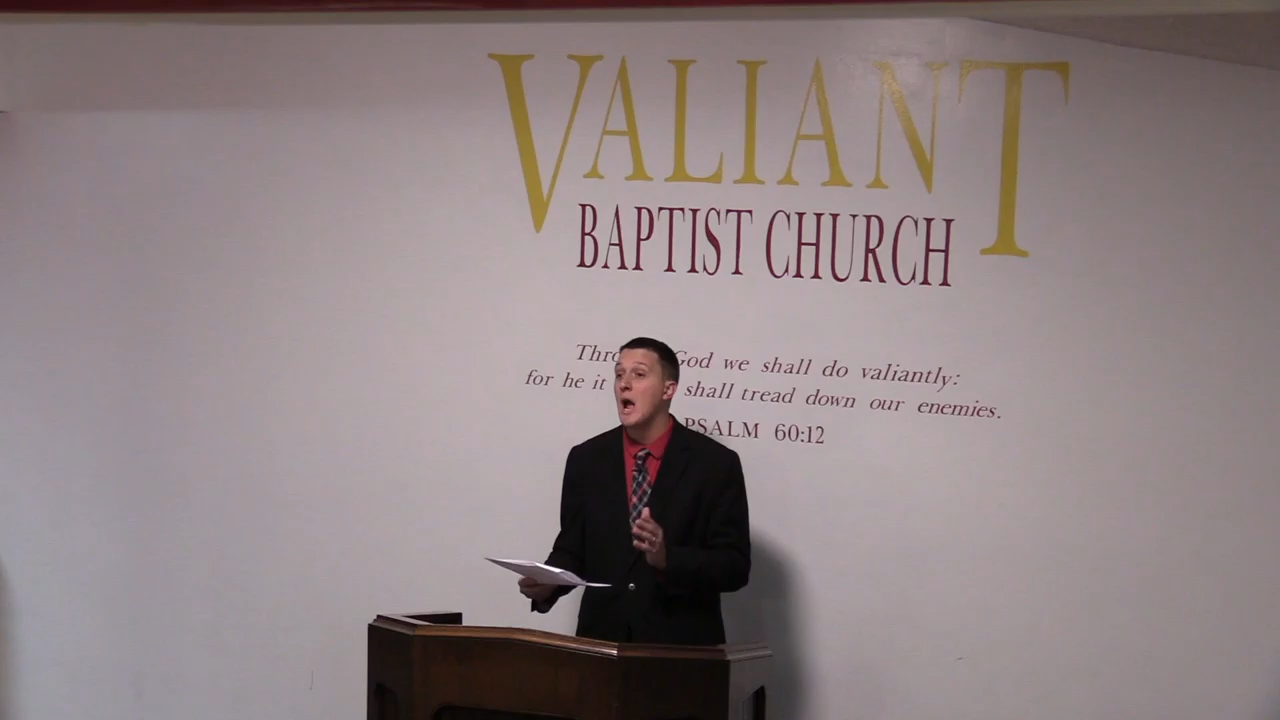 VALIANT
BAPTIST CHURCH
God we shall do valiantly:
for he it shall tread down our enemies.
PSALM 60:12